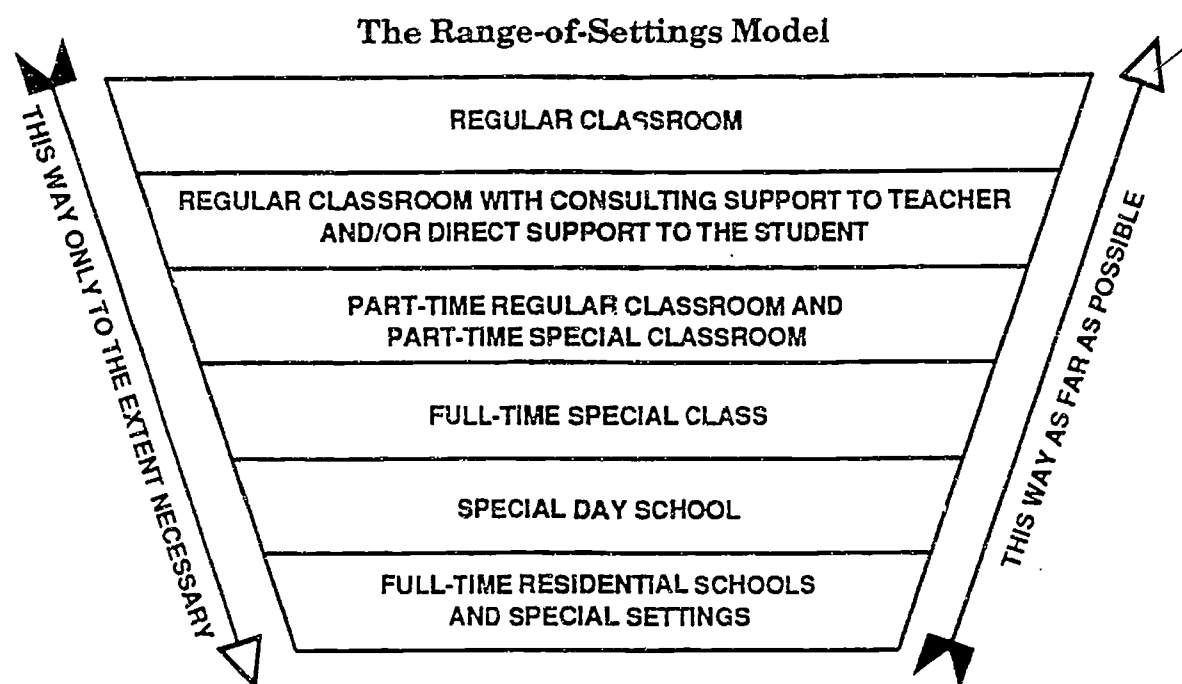 The Range-of-Settings Model
REGULAR CLASSROOM
REGULAR CLASSROOM WITH CONSULTING SUPPORT TO TEACHER
AND/OR DIRECT SUPPORT TO THE STUDENT
PART-TIME REGULAR CLASSROOM AND
PART-TIME SPECIAL CLASSROOM
FULL-TIME SPECIAL CLASS
SPECIAL DAY SCHOOL
FULL-TIME RESIDENTIAL SCHOOLS
AND SPECIAL SETTINGS
THIS WAY ONLY TO THE EXTENT NECESSARY
THIS WAY AS FAR AS POSSIBLE